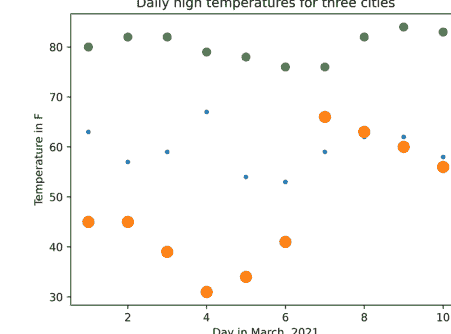 Daily high temperatures for three cities
80
70
60
50
40
30
Temperature in F
2 4 6 8 10
Day in March, 2021